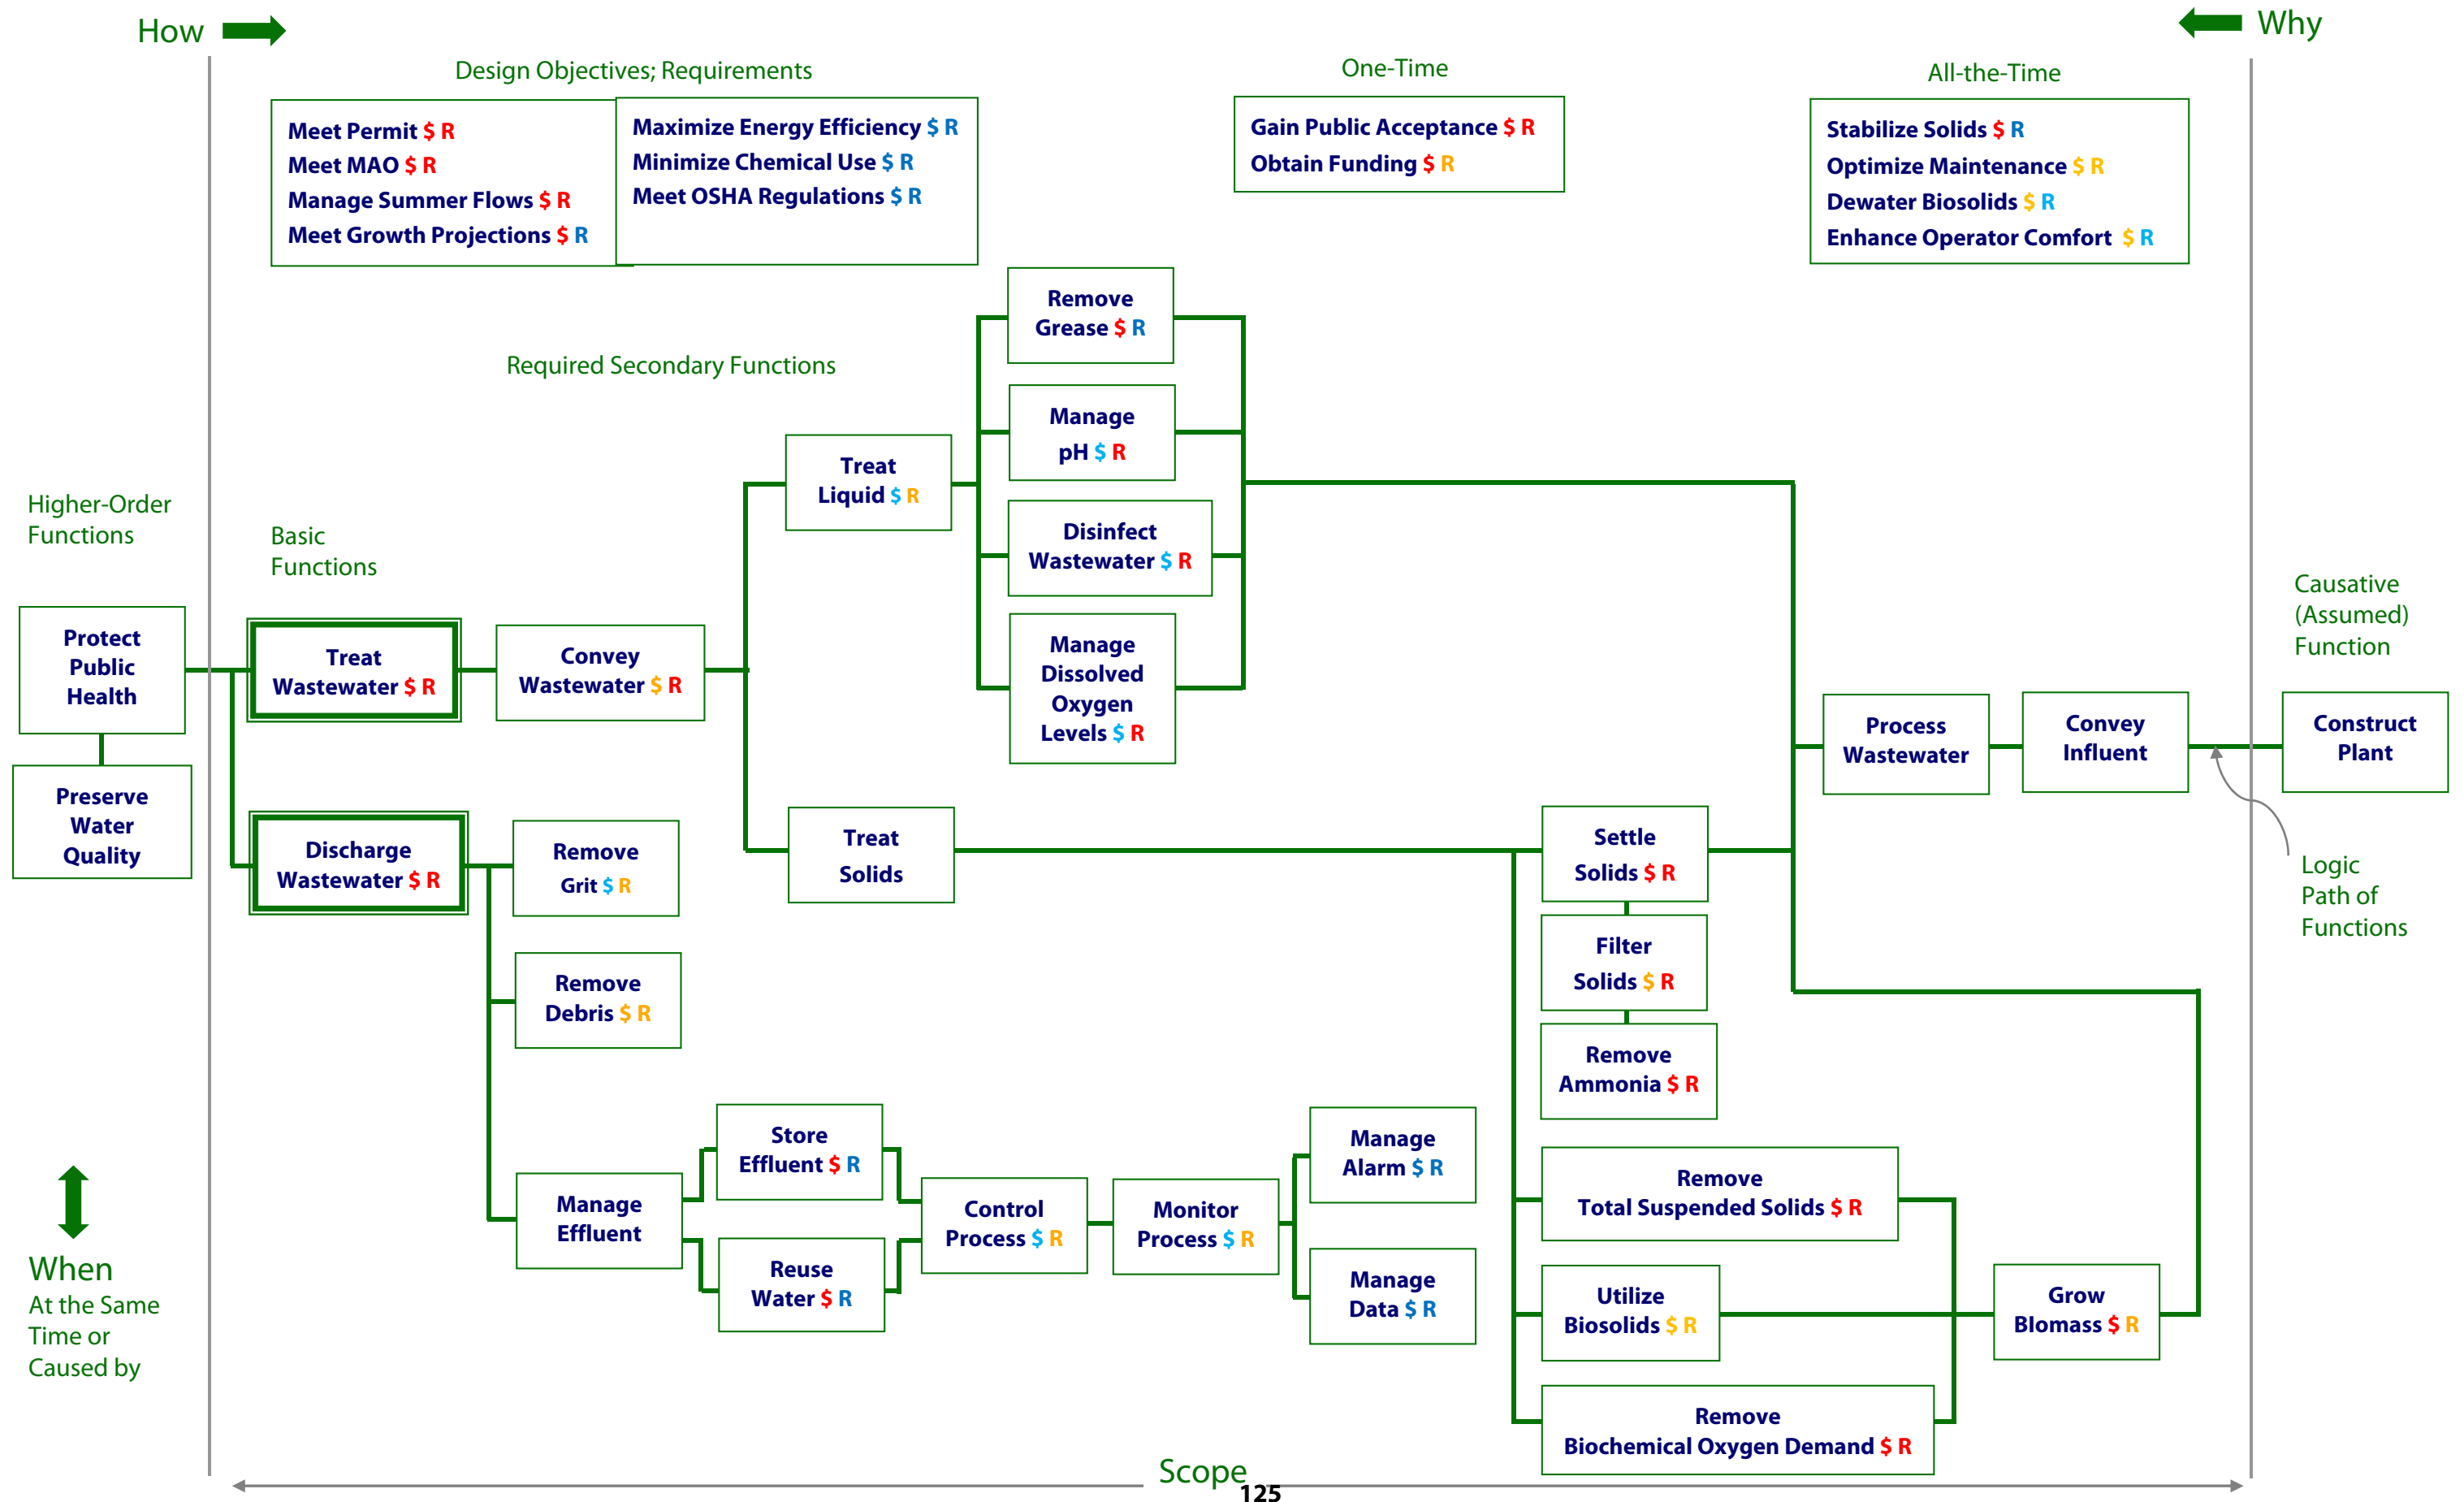 How
Why
Design Objectives; Requirements
One-Time
All-the-Time
Meet Permit $ R
Meet MAO $ R
Manage Summer Flows $ R
Meet Growth Projections $ R
Maximize Energy Efficiency $ R
Minimize Chemical Use $ R
Meet OSHA Regulations $ R
Gain Public Acceptance $ R
Obtain Funding $ R
Stabilize Solids $ R
Optimize Maintenance $ R
Dewater Biosolids $ R
Enhance Operator Comfort $ R
Required Secondary Functions
Remove
Grease $ R
Manage
pH $ R
Treat
Liquid $ R
Disinfect
Wastewater $ R
Manage
Dissolved
Oxygen
Levels $ R
Higher-Order
Functions
Basic
Functions
Protect
Public
Health
Treat
Wastewater $ R
Convey
Wastewater $ R
Preserve
Water
Quality
Discharge
Wastewater $ R
Remove
Grit $ R
Treat
Solids
Settle
Solids $ R
Process
Wastewater
Convey
Influent
Causative
(Assumed)
Function
Construct
Plant
Logic
Path of
Functions
Remove
Debris $ R
Filter
Solids $ R
Remove
Ammonia $ R
Manage
Effluent
Store
Effluent $ R
Reuse
Water $ R
Control
Process $ R
Monitor
Process $ R
Manage
Alarm $ R
Manage
Data $ R
Remove
Total Suspended Solids $ R
Utilize
Biosolids $ R
Remove
Biochemical Oxygen Demand $ R
Grow
BIomass $ R
When
At the Same
Time or
Caused by
Scope
125